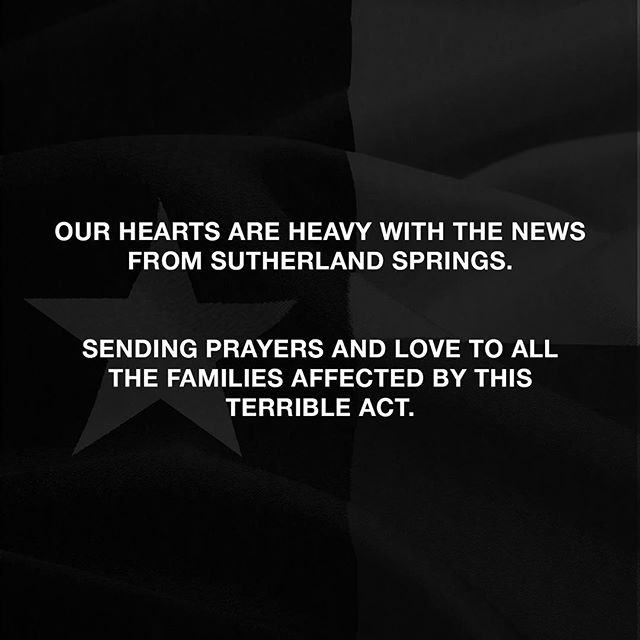 OUR HEARTS ARE HEAVY WITH THE NEWS
FROM SUTHERLAND SPRINGS.
SENDING PRAYERS AND LOVE TO ALL
THE FAMILIES AFFECTED BY THIS
TERRIBLE ACT.